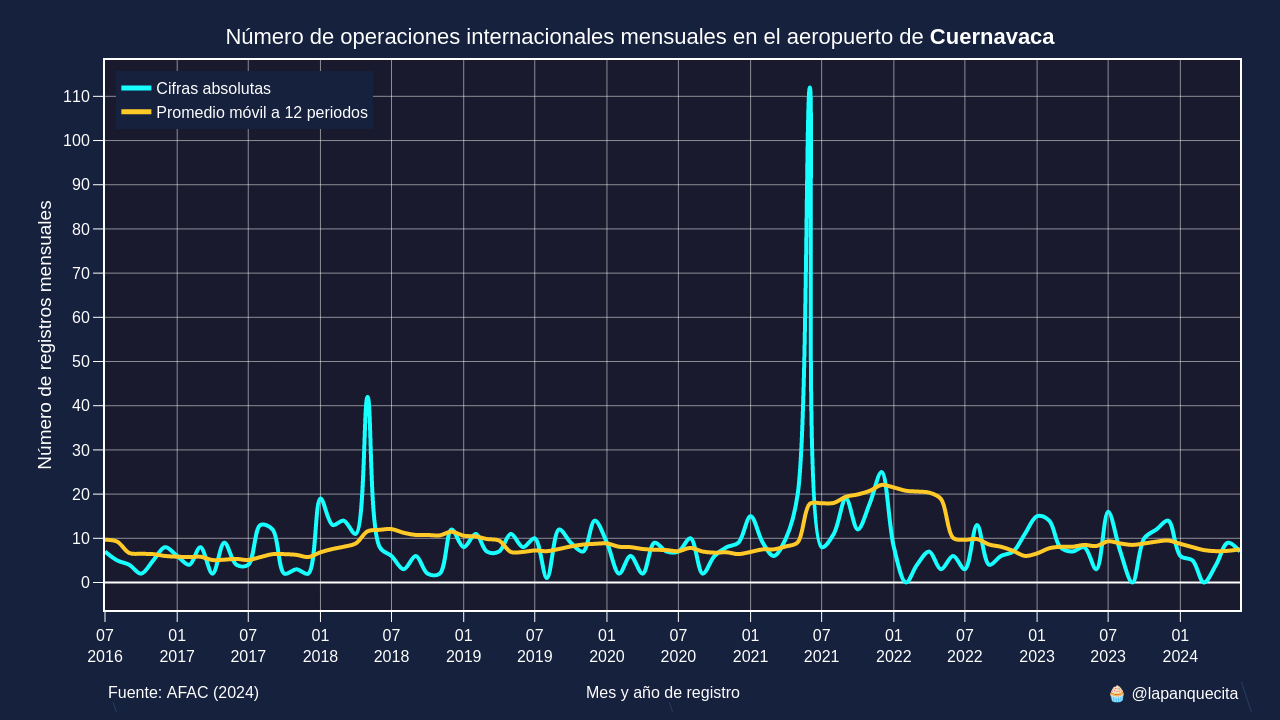 Número de operaciones internacionales mensuales en el aeropuerto de Cuernavaca
Cifras absolutas
Promedio móvil a 12 periodos
Número de registros mensuales
110
100
90
80
70
60
50
40
30
20
10
0
07 01 07 01 07 01 07 01 07 01 07 01 07 01 07 01
2016 2017 2017 2018 2018 2019 2019 2020 2020 2021 2021 2022 2022 2023 2023 2024
Fuente: AFAC (2024)
Mes y año de registro
🧁 @lapanquecita